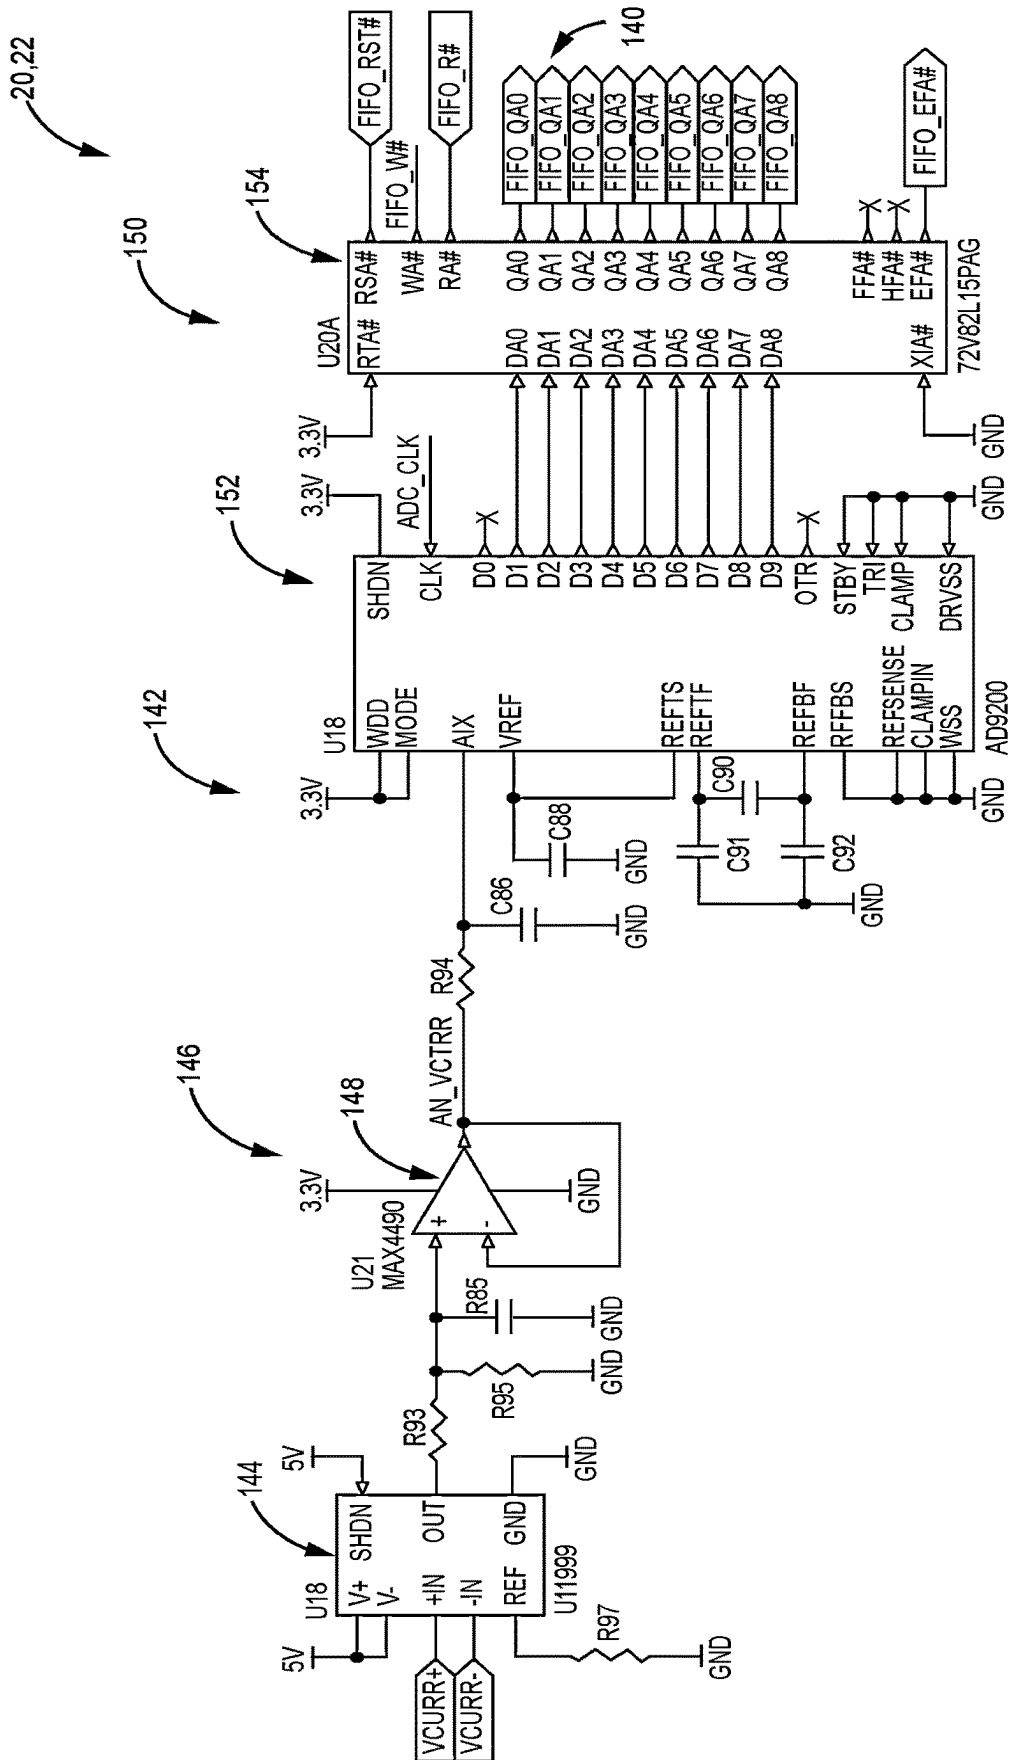 20,22
150
154
142
152
146
148
144
140
5V
5V
U18
V+
V-
+IN
-IN
REF
SHDN
OUT
GND
U11999
VCURR+
VCURR-
R97
GND
GND
R93
R95
GND
R85
GND
U21
MAX4490
3.3V
+
-
GND
AN_VCTRR
R94
C86
GND
C88
GND
C91
C90
C92
GND
3.3V
U18
WDD
MODE
AIX
VREF
REFTS
REFTF
REFBF
RFFBS
REFSENSE
CLAMPIN
WSS
AD9200
GND
SHDN
CLK
D0
D1
D2
D3
D4
D5
D6
D7
D8
D9
OTR
STBY
TRI
CLAMP
DRVSS
3.3V
ADC_CLK
X
X
GND
3.3V
U20A
RTA#
DA0
DA1
DA2
DA3
DA4
DA5
DA6
DA7
DA8
XIA#
GND
RSA#
WA#
RA#
QA0
QA1
QA2
QA3
QA4
QA5
QA6
QA7
QA8
FFA#
HFA#
EFA#
72V82L15PAG
FIFO_RST#
FIFO_W#
FIFO_R#
FIFO_QA0
FIFO_QA1
FIFO_QA2
FIFO_QA3
FIFO_QA4
FIFO_QA5
FIFO_QA6
FIFO_QA7
FIFO_QA8
X
X
FIFO_EFA#